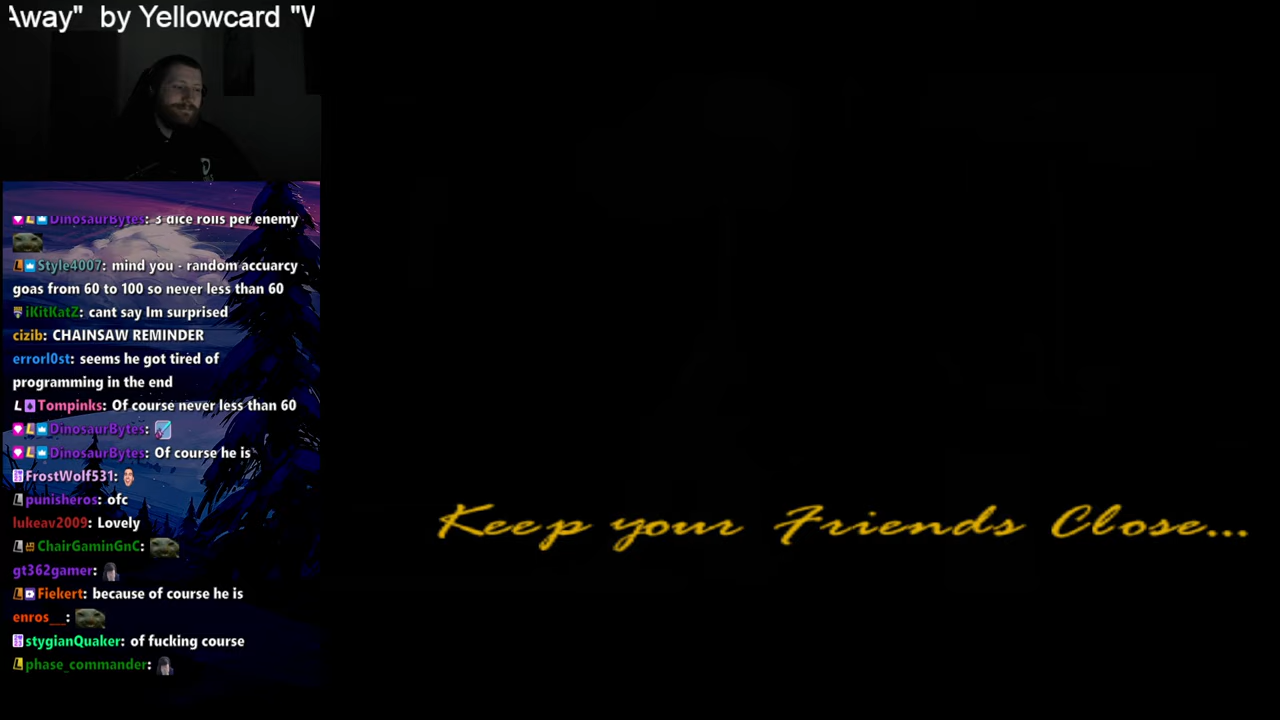 Away" by Yellowcard "V
DinosaurBytes: 3 dice rolls per enemy
Style4007: mind you - random accuarcy
goas from 60 to 100 so never less than 60
iKitKatZ: cant say Im surprised
cizib: CHAINSAW REMINDER
errorl0st: seems he got tired of
programming in the end
Tompinks: Of course never less than 60
DinosaurBytes:
DinosaurBytes: Of course he is
FrostWolf531:
punisheros: ofc
lukeav2009: Lovely
ChairGaminGnC:
gt362gamer:
Fiekert: because of course he is
enros__:
stygianQuaker: of fucking course
phase_commander:
Keep your Friends Close...